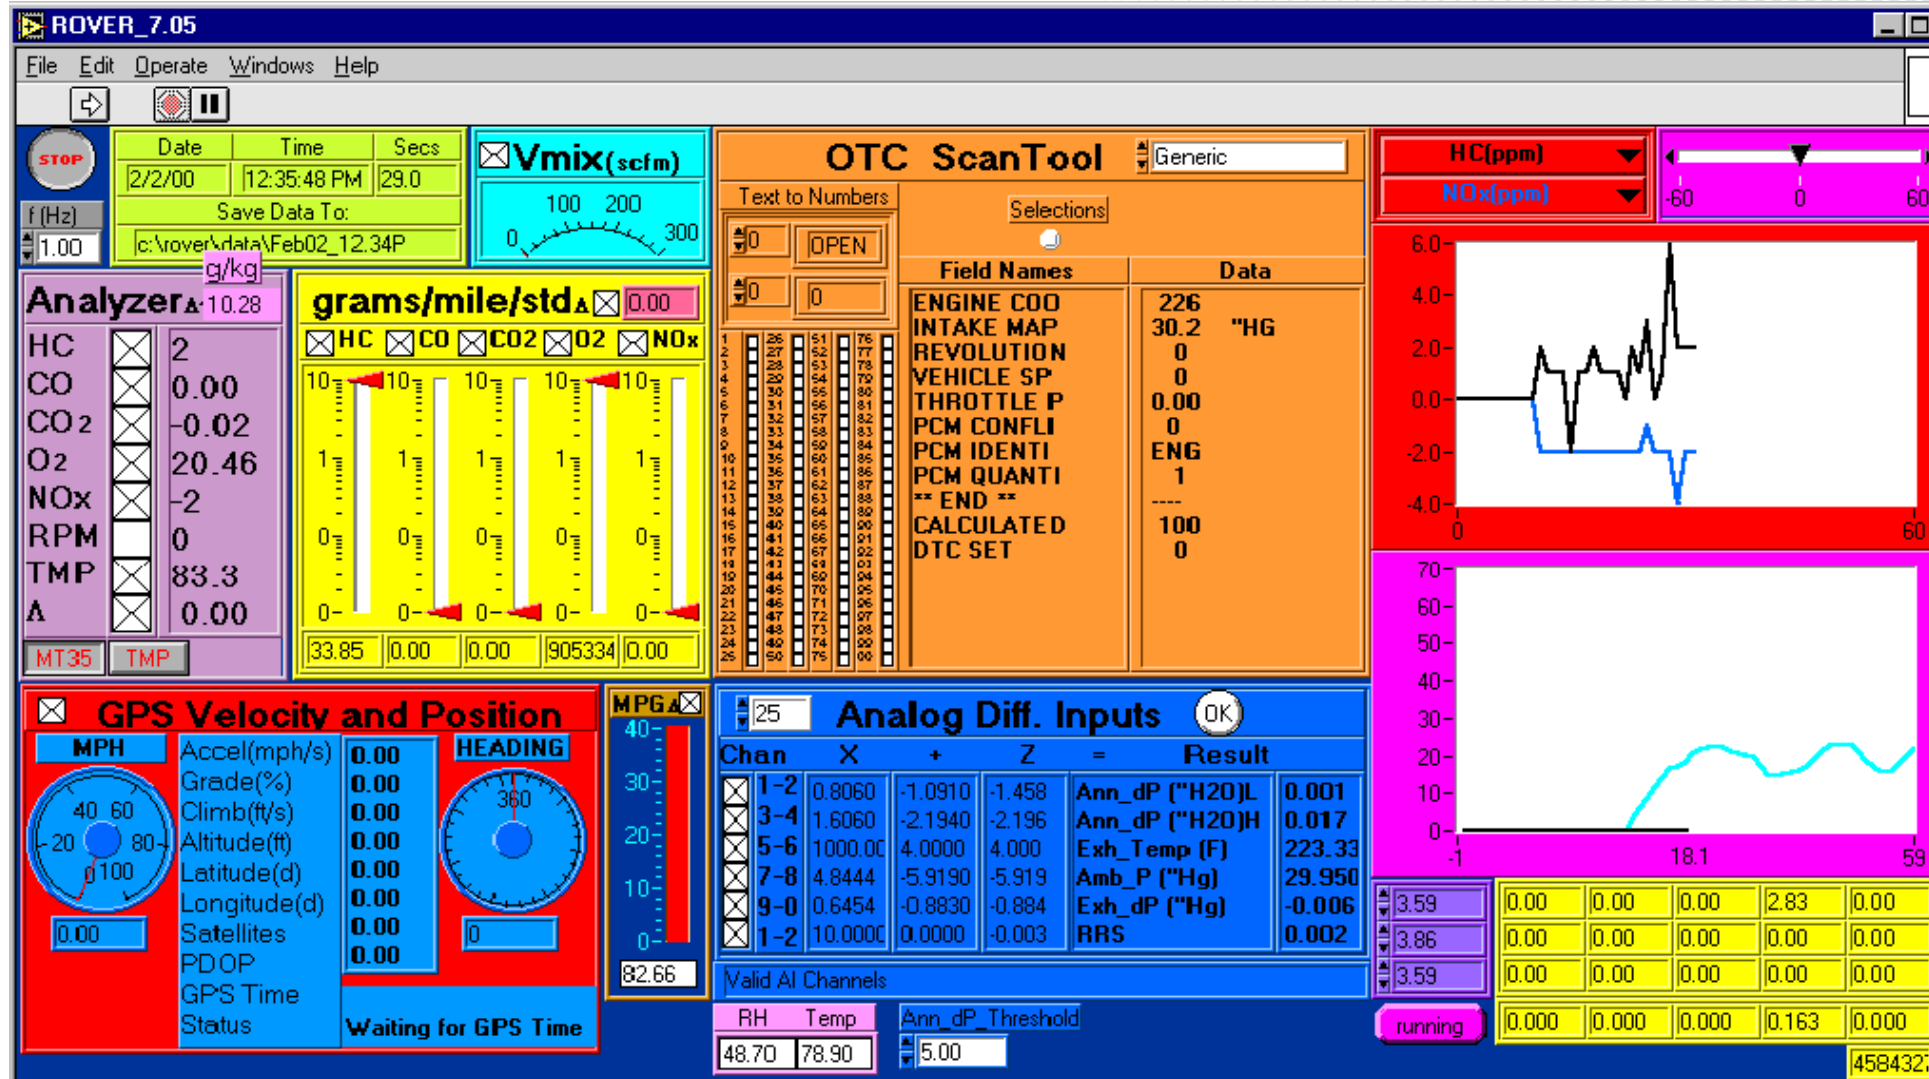 ROVER_7.05
File Edit Operate Windows Help
STOP
Date Time Secs
2/2/00 12:35:48 PM 29.0
Save Data To:
c:\rover\data\Feb02_12.34P
f (Hz)
1.00
Vmix(scfm)
0 100 200 300
OTC ScanTool Generic
Text to Numbers
0 OPEN
0 0
Selections
Field Names Data
ENGINE COO 226
INTAKE MAP 30.2 "HG
REVOLUTION 0
VEHICLE SP 0
THROTTLE P 0.00
PCM CONFLI 0
PCM IDENTI ENG
PCM QUANTI 1
** END ** ----
CALCULATED 100
DTC SET 0
HC(ppm)
NOx(ppm)
-60 0 60
6.0
4.0
2.0
0.0
-2.0
-4.0
0 60
70
60
50
40
30
20
10
0
-1 18.1 59
g/kg
Analyzer Λ 10.28
HC 2
CO 0.00
CO2 -0.02
O2 20.46
NOx -2
RPM 0
TMP 83.3
Λ 0.00
MT35 TMP
grams/mile/std Λ 0.00
HC CO CO2 O2 NOx
10 10 10 10 10
1 1 1 1
0 0 0 0
0 0 0 0 0
33.85 0.00 0.00 905334 0.00
GPS Velocity and Position
MPH HEADING
20 40 60 80 100 0
0.00
360
0
Accel(mph/s) 0.00
Grade(%) 0.00
Climb(ft/s) 0.00
Altitude(ft) 0.00
Latitude(d) 0.00
Longitude(d) 0.00
Satellites 0.00
PDOP 0.00
GPS Time
Status Waiting for GPS Time
MPG Λ
40
30
20
10
0
82.66
25 Analog Diff. Inputs OK
Chan X + Z = Result
1-2 0.8060 -1.0910 -1.458 Ann_dP ("H2O)L 0.001
3-4 1.6060 -2.1940 -2.196 Ann_dP ("H2O)H 0.017
5-6 1000.00 4.0000 4.000 Exh_Temp (F) 223.33
7-8 4.8444 -5.9190 -5.919 Amb_P ("Hg) 29.950
9-0 0.6454 -0.8830 -0.884 Exh_dP ("Hg) -0.006
1-2 10.0000 0.0000 -0.003 RRS 0.002
Valid AI Channels
RH Temp
48.70 78.90
Ann_dP_Threshold
5.00
3.59 0.00 0.00 0.00 2.83 0.00
3.86 0.00 0.00 0.00 0.00 0.00
3.59 0.00 0.00 0.00 0.00 0.00
running 0.000 0.000 0.000 0.163 0.000